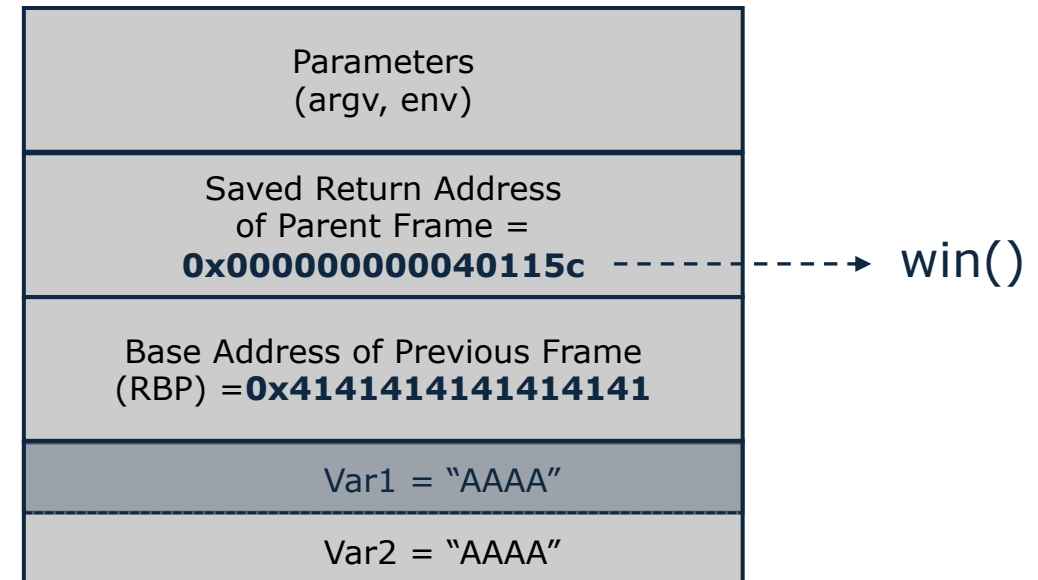 Parameters
(argv, env)
Saved Return Address
of Parent Frame =
0x000000000040115c
win()
Base Address of Previous Frame
(RBP) =0x4141414141414141
Var1 = “AAAA”
Var2 = “AAAA”